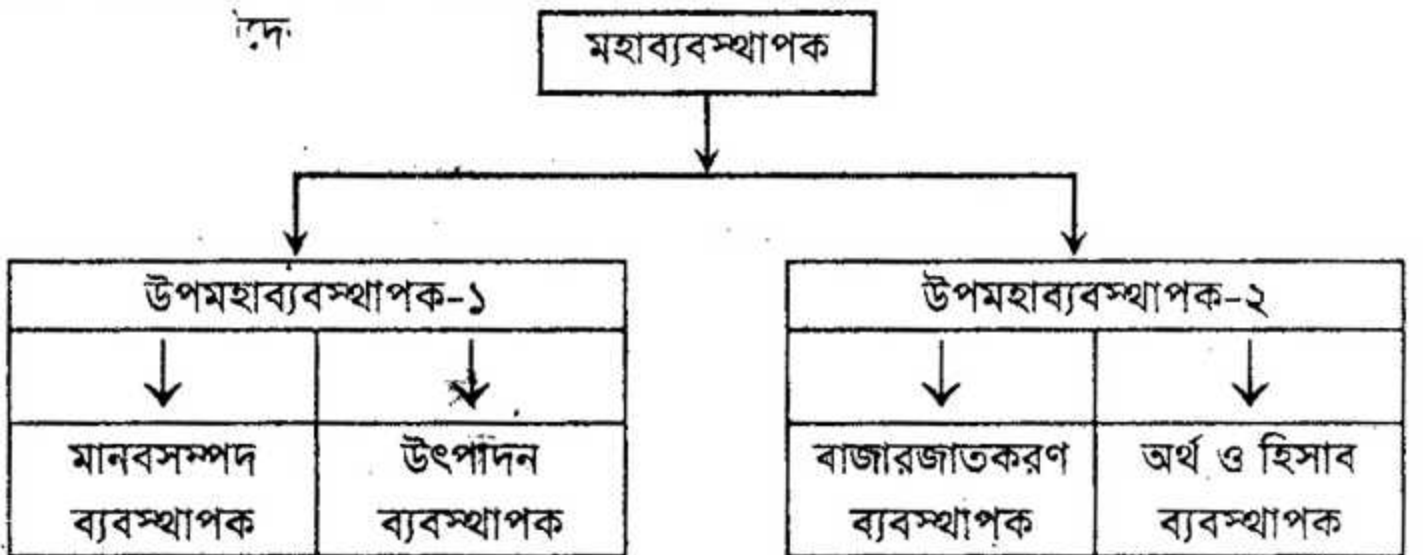 মহাব্যবস্থাপক
উপমহাব্যবস্থাপক-১
উপমহাব্যবস্থাপক-২
মানবসম্পদ
ব্যবস্থাপক
উৎপাদন
ব্যবস্থাপক
বাজারজাতকরণ
ব্যবস্থাপক
অর্থ ও হিসাব
ব্যবস্থাপক